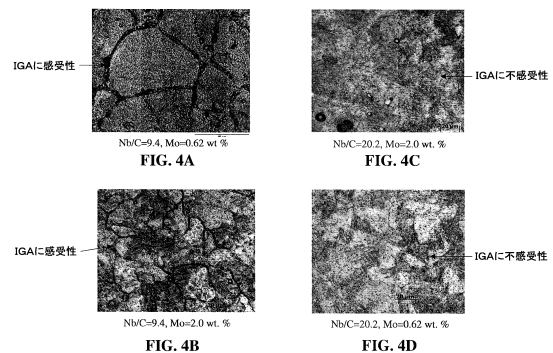 IGAに感受性
Nb/C=9.4, Mo=0.62 wt %
FIG. 4A
IGAに不感受性
Nb/C=20.2, Mo=2.0 wt %
FIG. 4C
IGAに感受性
Nb/C=9.4, Mo=2.0 wt. %
FIG. 4B
IGAに不感受性
Nb/C=20.2, Mo=0.62 wt %
FIG. 4D